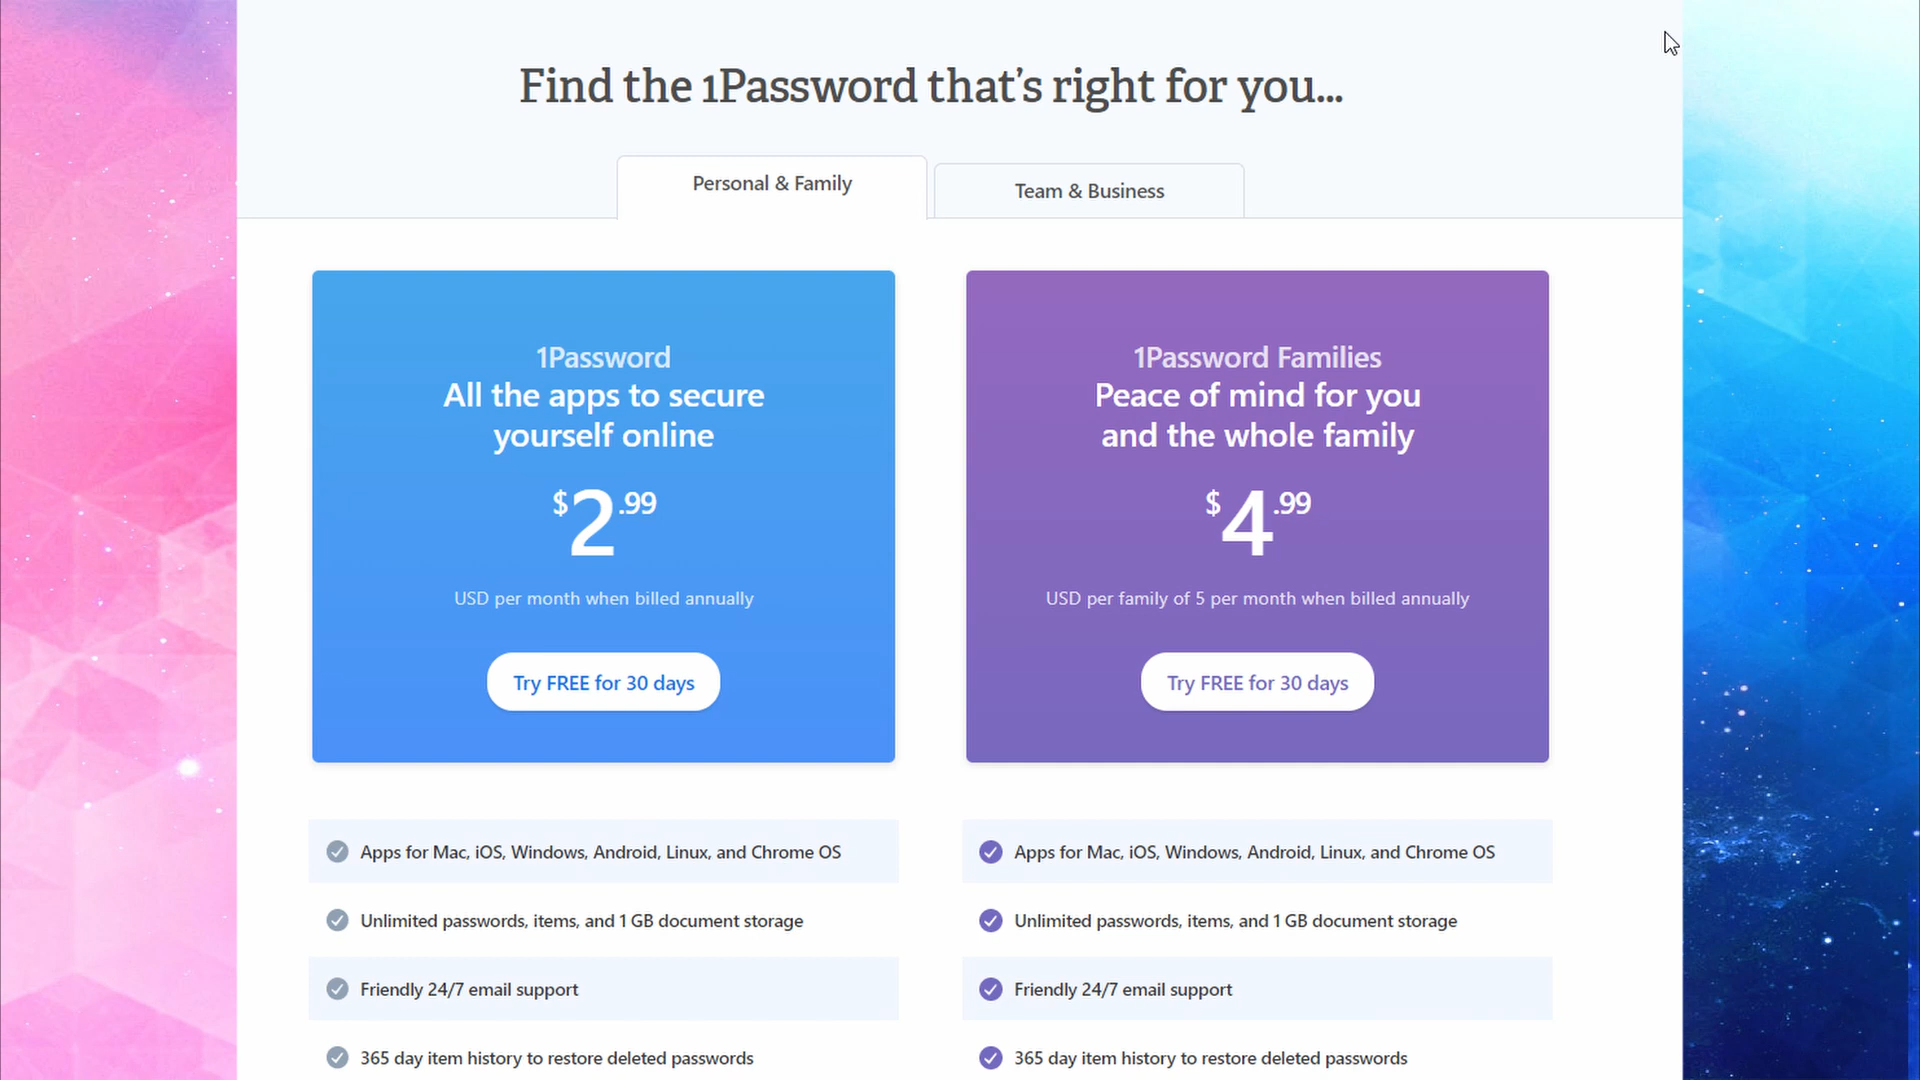 Find the 1Password that’s right for you...
Personal & Family
Team & Business
1Password
All the apps to secure
yourself online
$2.99
USD per month when billed annually
Try FREE for 30 days
1Password Families
Peace of mind for you
and the whole family
$4.99
USD per family of 5 per month when billed annually
Try FREE for 30 days
Apps for Mac, iOS, Windows, Android, Linux, and Chrome OS
Unlimited passwords, items, and 1 GB document storage
Friendly 24/7 email support
365 day item history to restore deleted passwords
Apps for Mac, iOS, Windows, Android, Linux, and Chrome OS
Unlimited passwords, items, and 1 GB document storage
Friendly 24/7 email support
365 day item history to restore deleted passwords